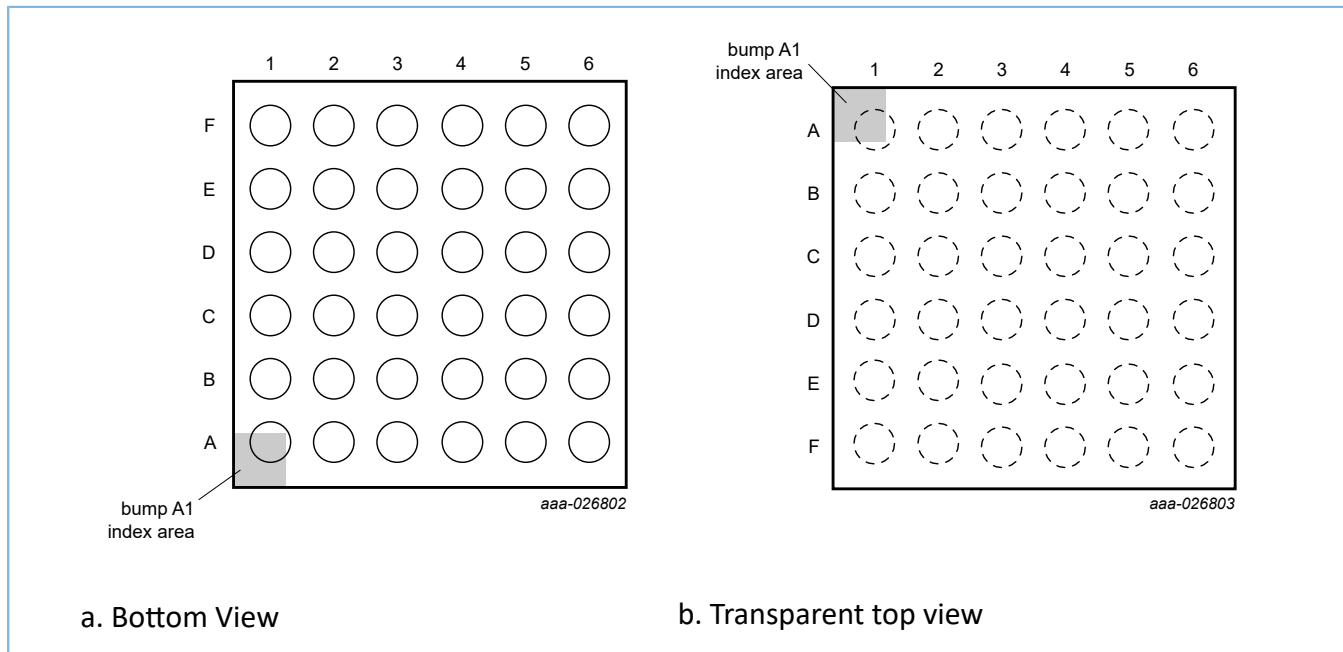 1 2 3 4 5 6
F
E
D
C
B
A
bump A1
index area
aaa-026802
a. Bottom View
bump A1
index area
1 2 3 4 5 6
A
B
C
D
E
F
aaa-026803
b. Transparent top view